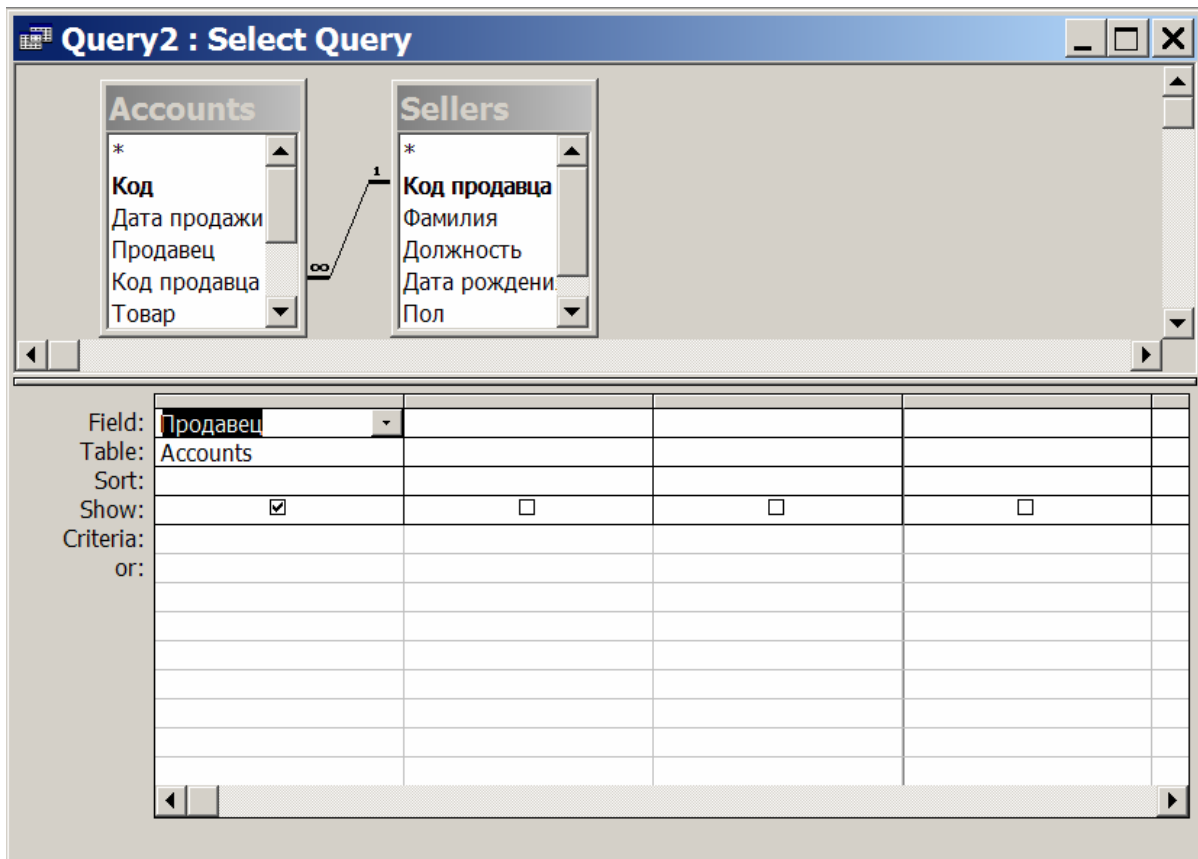 Query2 : Select Query
Accounts
*
Код
Дата продажи
Продавец
Код продавца
Товар
1
∞
Sellers
*
Код продавца
Фамилия
Должность
Дата рождени
Пол
Field: Продавец
Table: Accounts
Sort:
Show:
Criteria:
or: